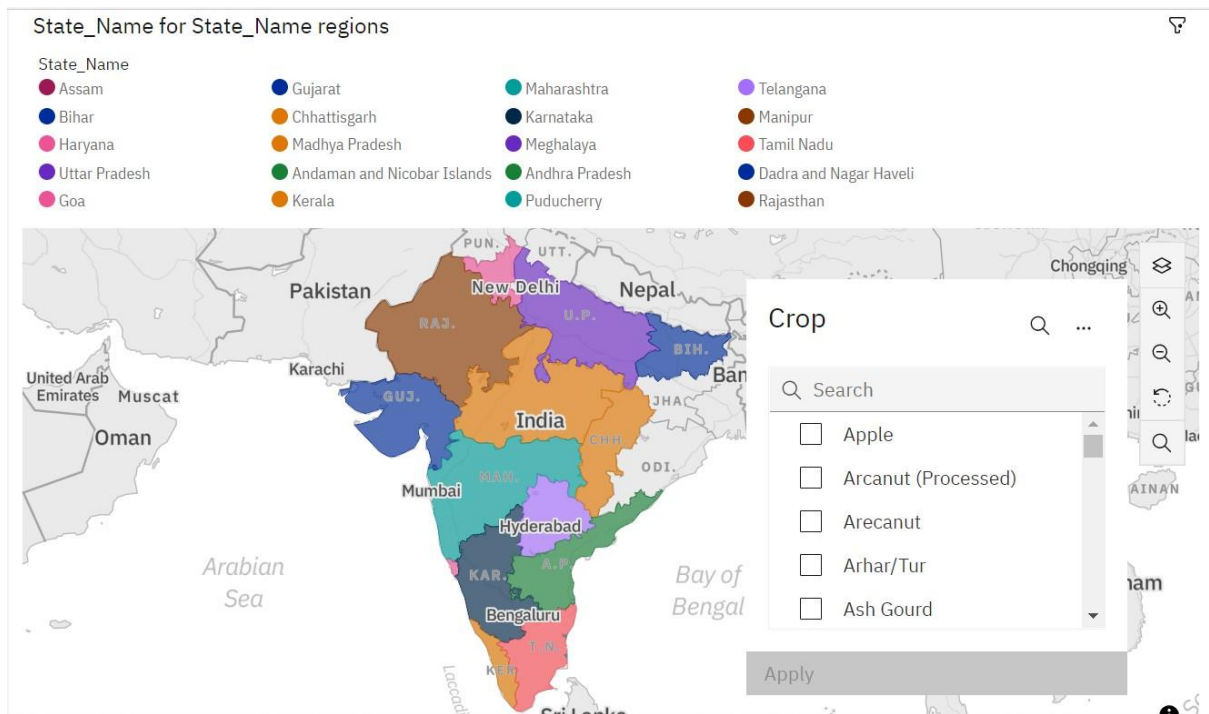 State_Name for State_Name regions
State_Name
Assam
Gujarat
Maharashtra
Telangana
Bihar
Chhattisgarh
Karnataka
Manipur
Haryana
Madhya Pradesh
Meghalaya
Tamil Nadu
Uttar Pradesh
Andaman and Nicobar Islands
Andhra Pradesh
Dadra and Nagar Haveli
Goa
Kerala
Puducherry
Rajasthan
PUN.
UTT.
Chongqing
New Delhi
Pakistan
Nepal
RAJ.
U.P.
BIH.
Karachi
United Arab
Emirates
Muscat
GUJ.
JHA
India
Oman
CHH
ODI.
MAH.
Mumbai
Hyderabad
Arabian
Sea
KAR.
A.P.
Bay of
Bengal
Bengaluru
T.N.
KER
Crop
...
Search
Apple
Arcanut (Processed)
Arecanut
Arhar/Tur
Ash Gourd
Apply
AINAN